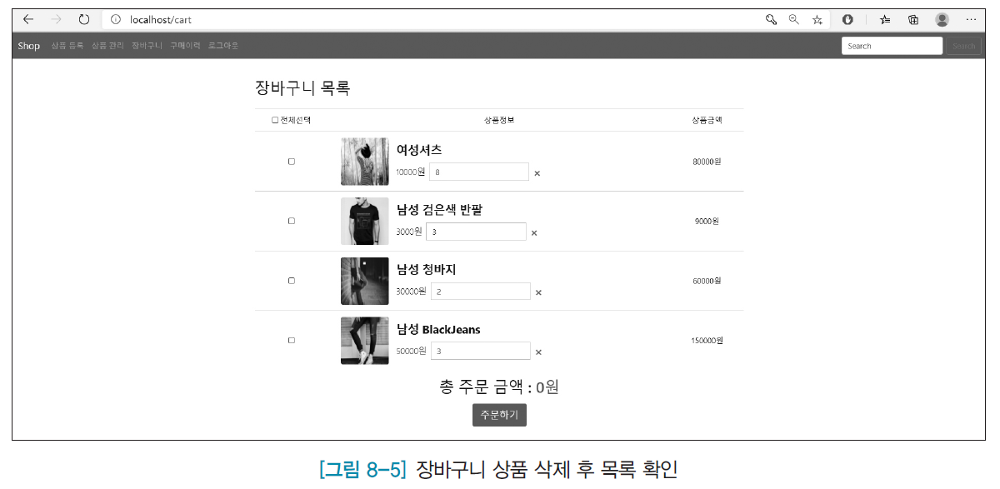 localhost/cart
Shop 상품 등록 상품 관리 장바구니 구매이력 로그아웃 Search Search
장바구니 목록
전체선택 상품정보 상품금액
여성셔츠
10000원 8 × 80000원
남성 검은색 반팔
3000원 3 × 9000원
남성 청바지
30000원 2 × 60000원
남성 BlackJeans
50000원 3 × 150000원
총 주문 금액 : 0원
주문하기
[그림 8-5] 장바구니 상품 삭제 후 목록 확인